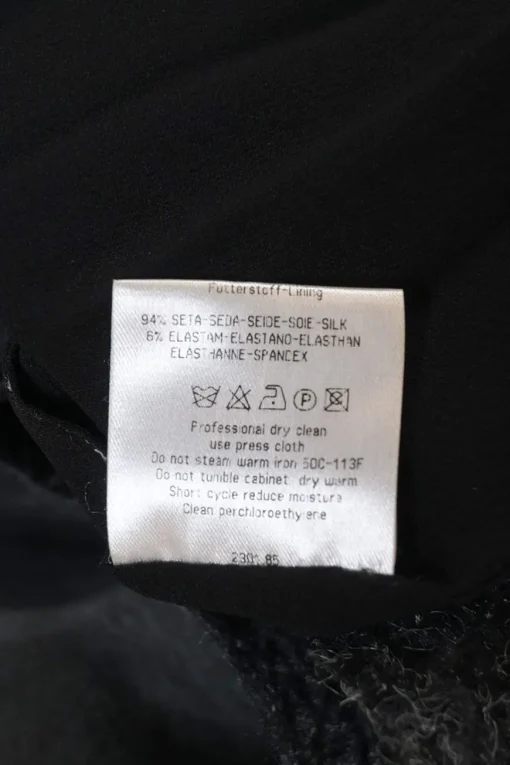 Futterstoff-Lining
94% SETA-SEDA-SEIDE-SOIE-SILK
6% ELASTAM-ELASTANO-ELASTHAN
ELASTHANNE-SPANDEX
P
Professional dry clean
use press cloth
Do not steam warm iron 50C-113F
Do not tumble cabinet dry warm
Short cycle reduce moisture
Clean perchloroethylene